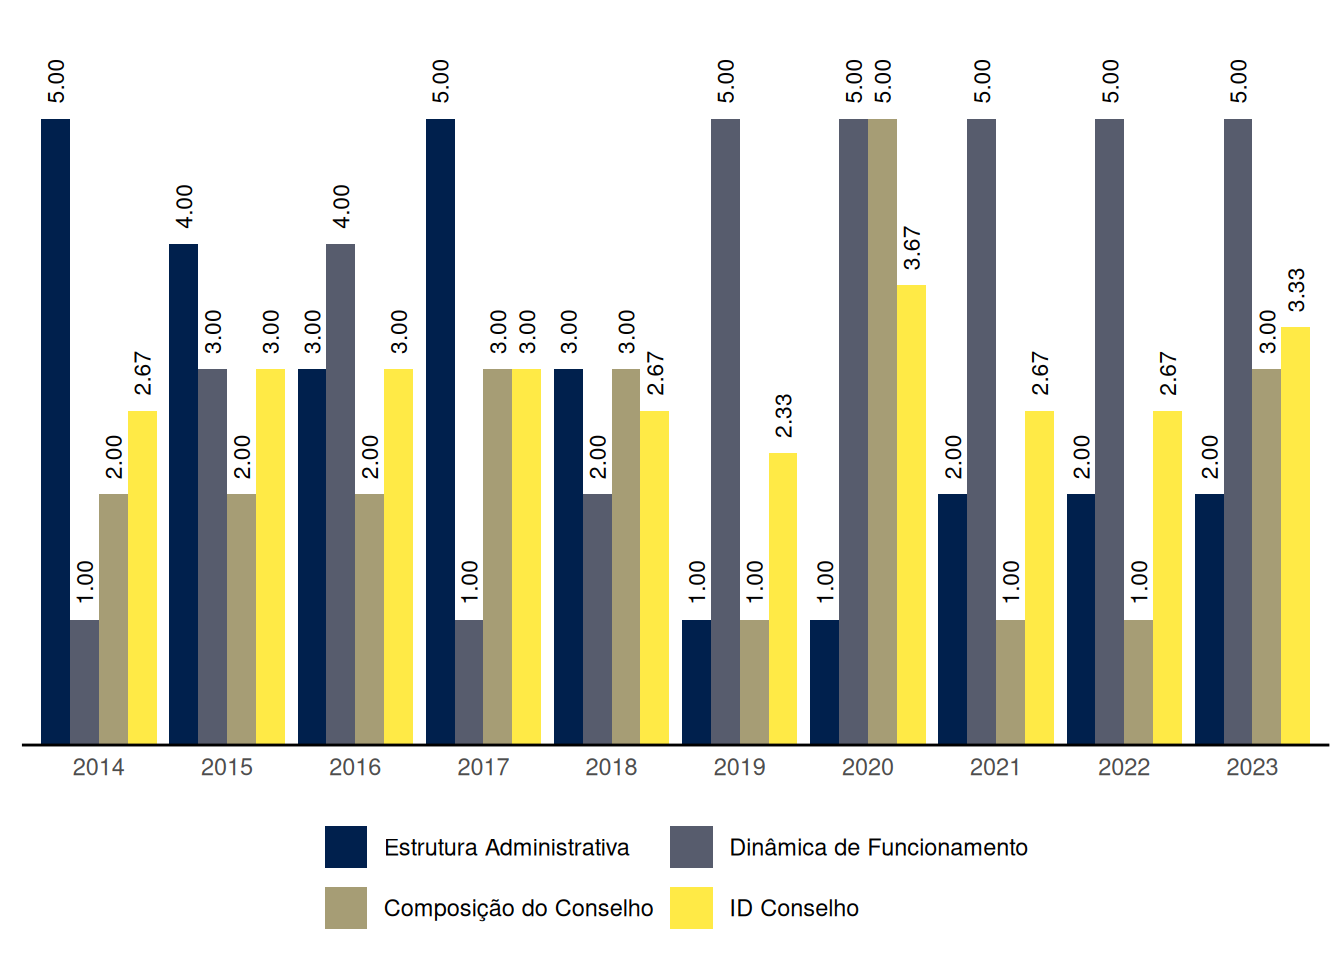 5.00 1.00 2.00 2.67 4.00 3.00 2.00 3.00 3.00 4.00 2.00 3.00 5.00 1.00 3.00 3.00 3.00 2.00 3.00 2.67 1.00 5.00 1.00 2.33 1.00 5.00 5.00 3.67 2.00 5.00 1.00 2.67 2.00 5.00 1.00 2.67 2.00 5.00 3.00 3.33
2014 2015 2016 2017 2018 2019 2020 2021 2022 2023
Estrutura Administrativa Dinâmica de Funcionamento
Composição do Conselho ID Conselho